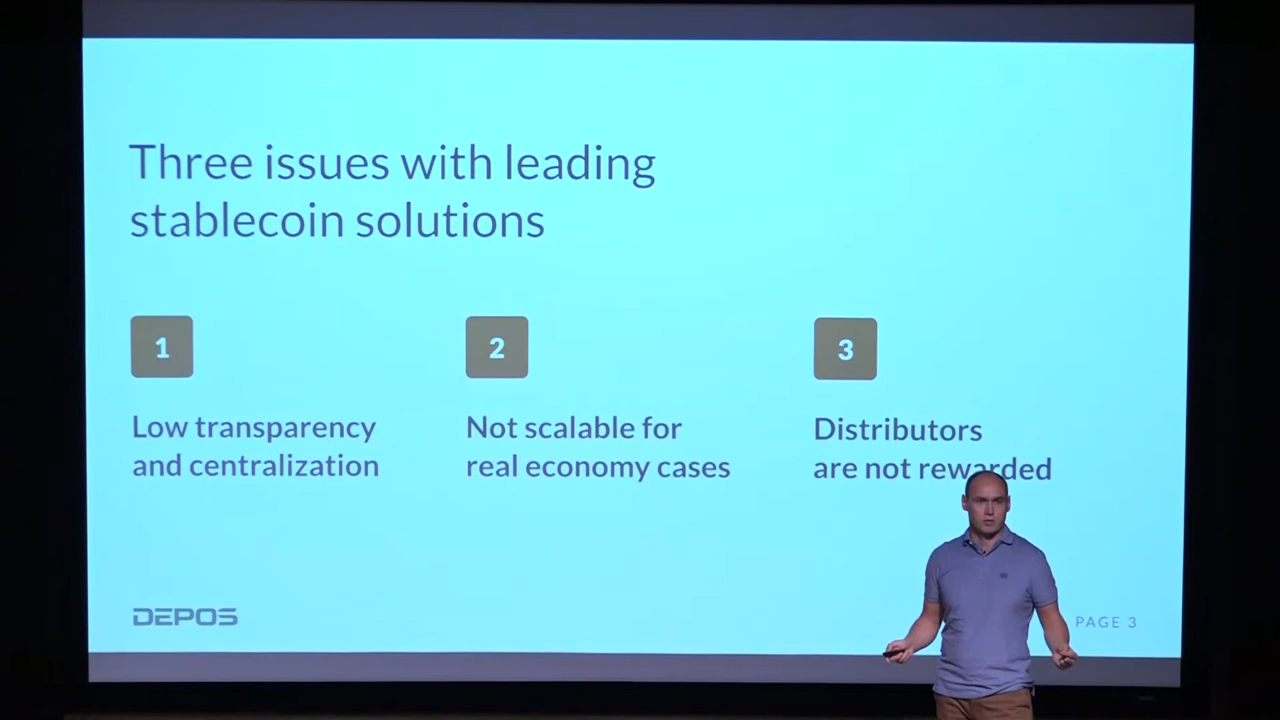 Three issues with leading
stablecoin solutions
1
2
3
Low transparency
and centralization
Not scalable for
real economy cases
Distributors
are not rewarded
DEPOS
PAGE 3